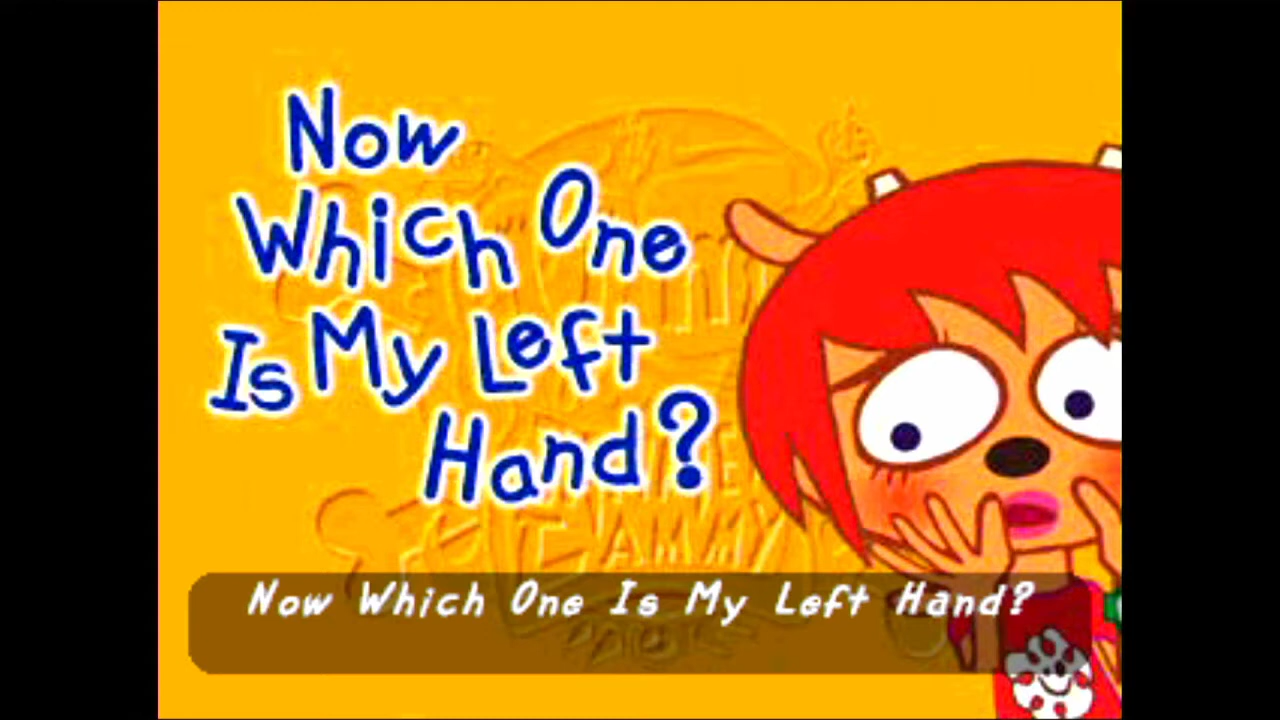 Now
Which One
Is My Left
Hand?
Now Which One Is My Left Hand?